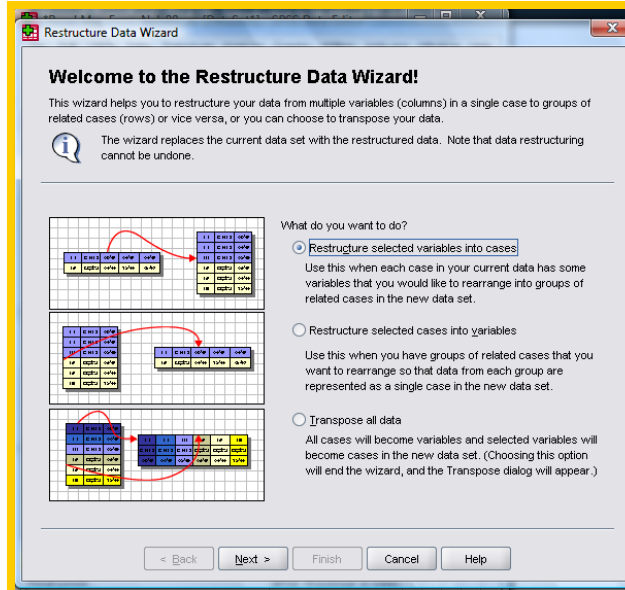 Restructure Data Wizard
Welcome to the Restructure Data Wizard!
This wizard helps you to restructure your data from multiple variables (columns) in a single case to groups of
related cases (rows) or vice versa, or you can choose to transpose your data.
The wizard replaces the current data set with the restructured data. Note that data restructuring
cannot be undone.
What do you want to do?
Restructure selected variables into cases
Use this when each case in your current data has some
variables that you would like to rearrange into groups of
related cases in the new data set.
Restructure selected cases into variables
Use this when you have groups of related cases that you
want to rearrange so that data from each group are
represented as a single case in the new data set.
Transpose all data
All cases will become variables and selected variables will
become cases in the new data set. (Choosing this option
will end the wizard, and the Transpose dialog will appear.)
< Back
Next >
Finish
Cancel
Help